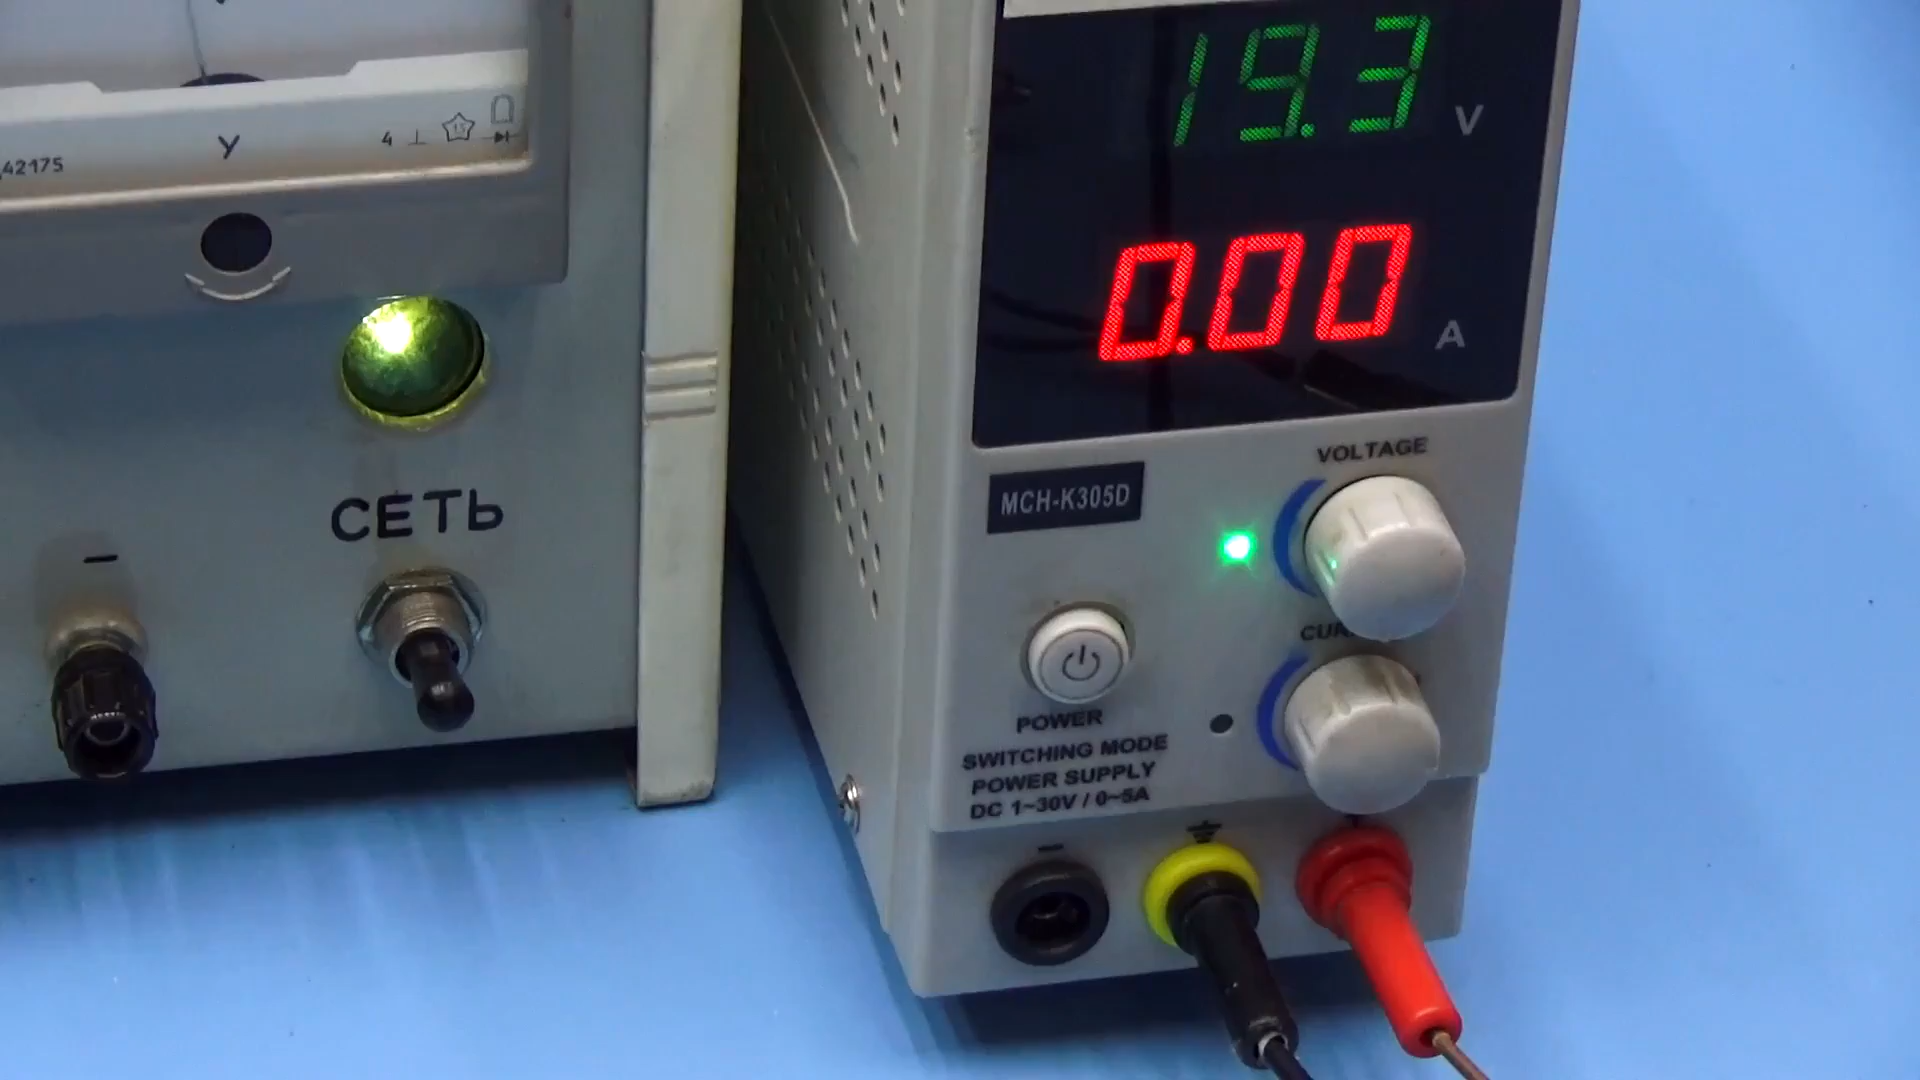 У
4
42175
СЕТЬ
–
19.3 V
0.00 A
VOLTAGE
MCH-K305D
POWER
SWITCHING MODE
POWER SUPPLY
DC 1~30V / 0~5A
–